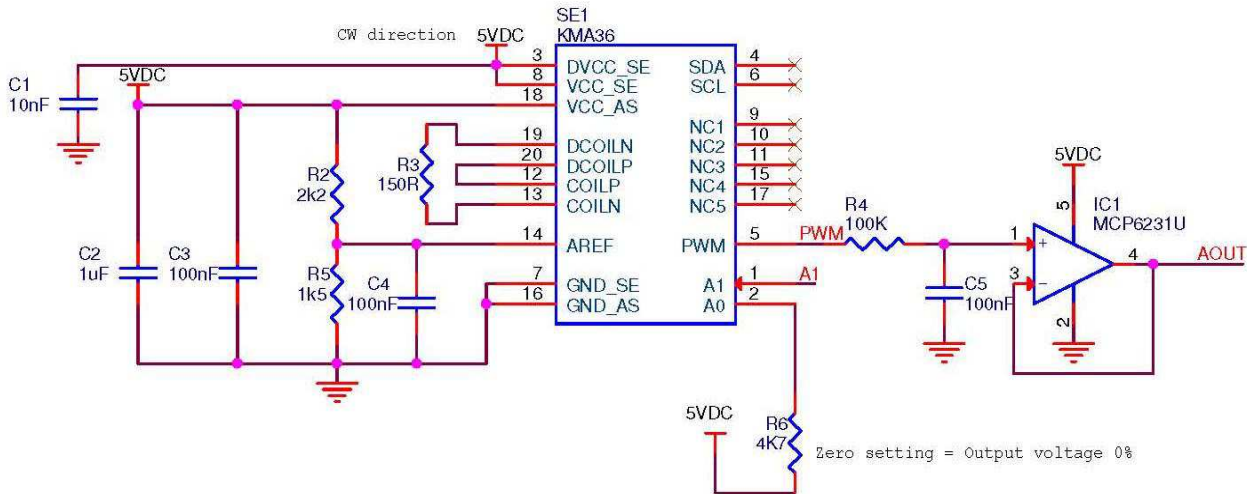 SE1
KMA36
CW direction
5VDC
3 DVCC_SE
8 VCC_SE
18 VCC_AS
19 DCOILN
20 DCOILP
12 COILP
13 COILN
14 AREF
7 GND_SE
16 GND_AS
SDA 4
SCL 6
NC1 9
NC2 10
NC3 11
NC4 15
NC5 17
PWM 5
A1 1
A0 2
C1
10nF
5VDC
R2
2k2
R3
150R
C2
1uF
C3
100nF
R5
1k5
C4
100nF
PWM
A1
R4
100K
C5
100nF
5VDC
5
IC1
MCP6231U
1 +
3 -
4
2
AOUT
5VDC
R6
4K7
Zero setting = Output voltage 0%